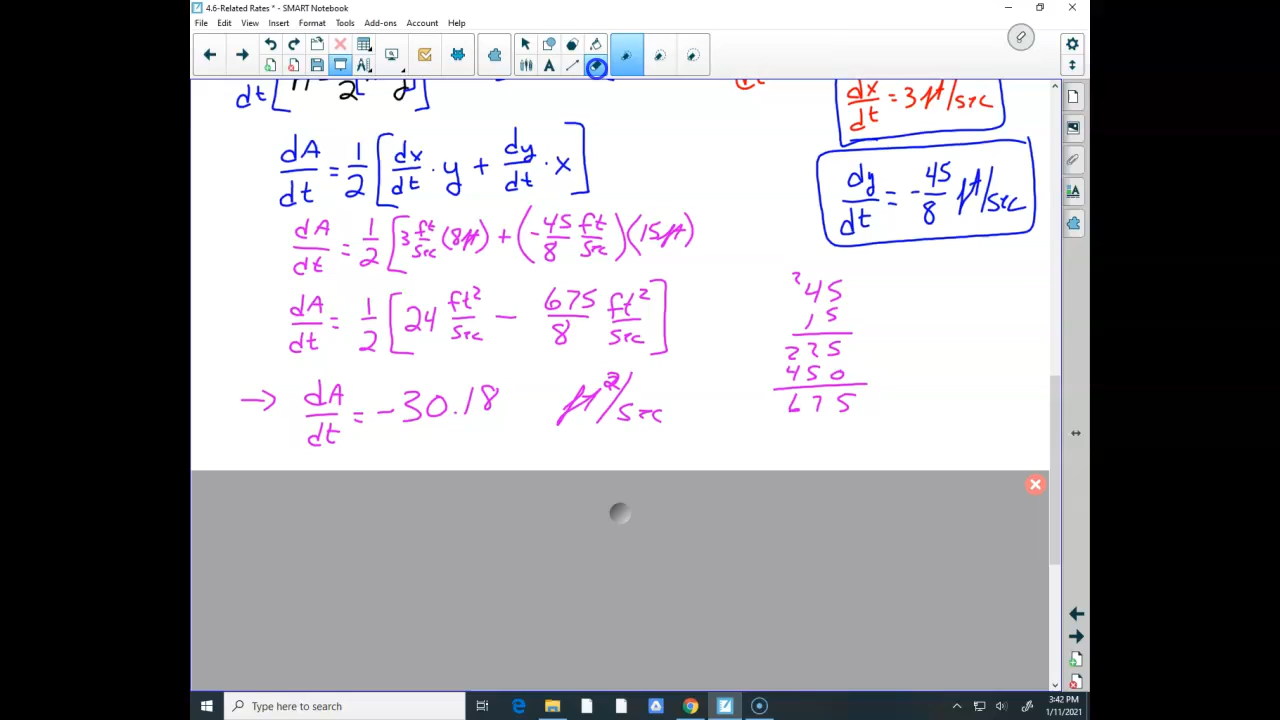 4.6-Related Rates * - SMART Notebook
File Edit View Insert Format Tools Add-ons Account Help
dx/dt = 3 ft/sec
dA/dt = 1/2 [dx/dt · y + dy/dt · x]
dy/dt = -45/8 ft/sec
dA/dt = 1/2 [3 ft/sec (8ft) + (-45/8 ft/sec)(15ft)
dA/dt = 1/2 [24 ft²/sec - 675/8 ft²/sec]
→ dA/dt = -30.18 ft²/sec
2
45
15
225
450
675
Type here to search
3:42 PM
1/11/2021